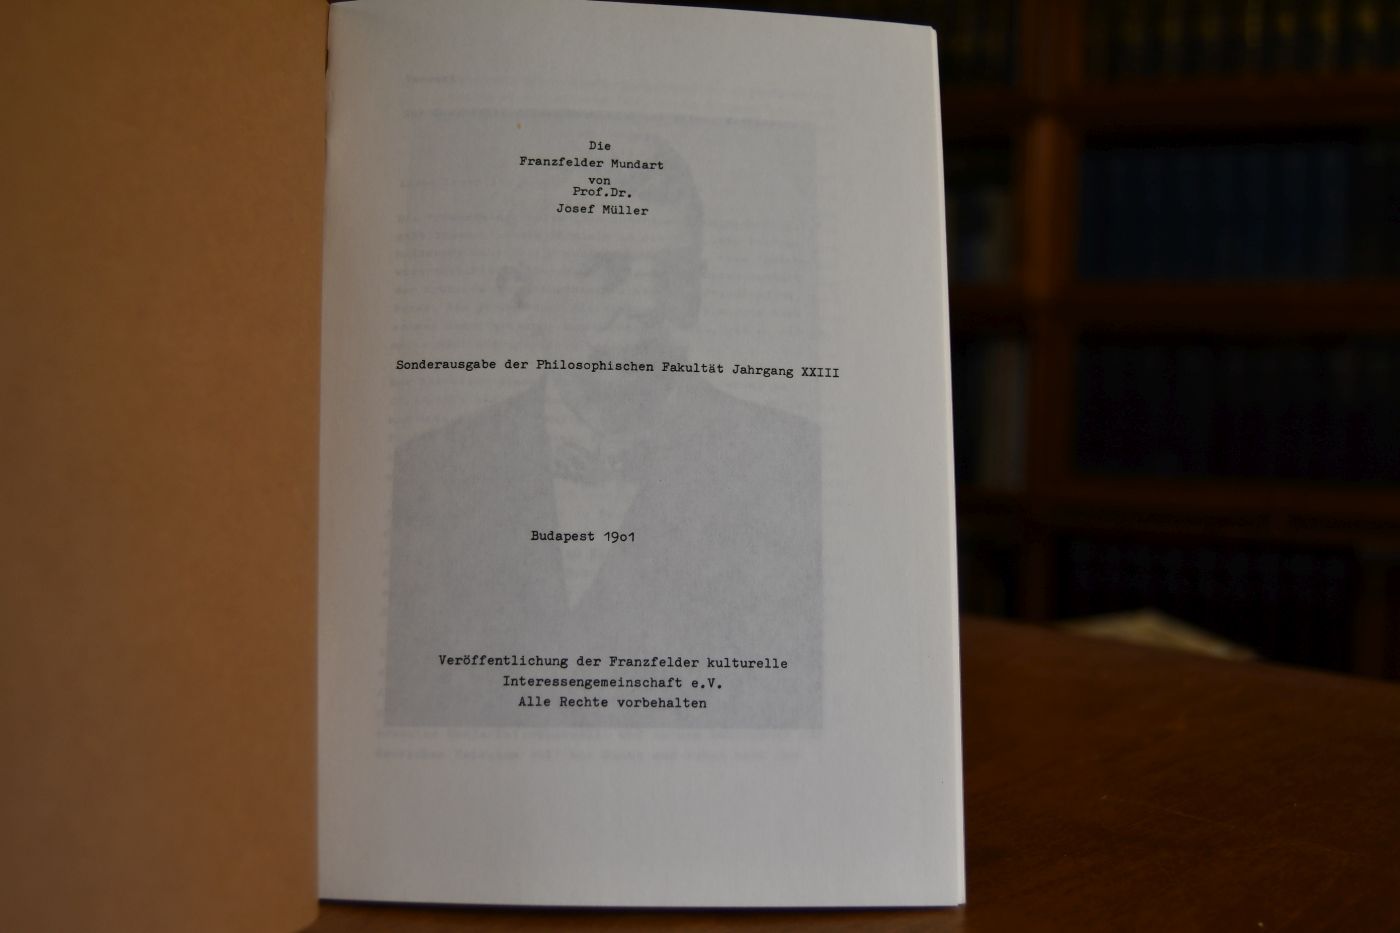 Die
Franzfelder Mundart
von
Prof.Dr.
Josef Müller
Sonderausgabe der Philosophischen Fakultät Jahrgang XXIII
Budapest 19o1
Veröffentlichung der Franzfelder kulturelle
Interessengemeinschaft e.V.
Alle Rechte vorbehalten